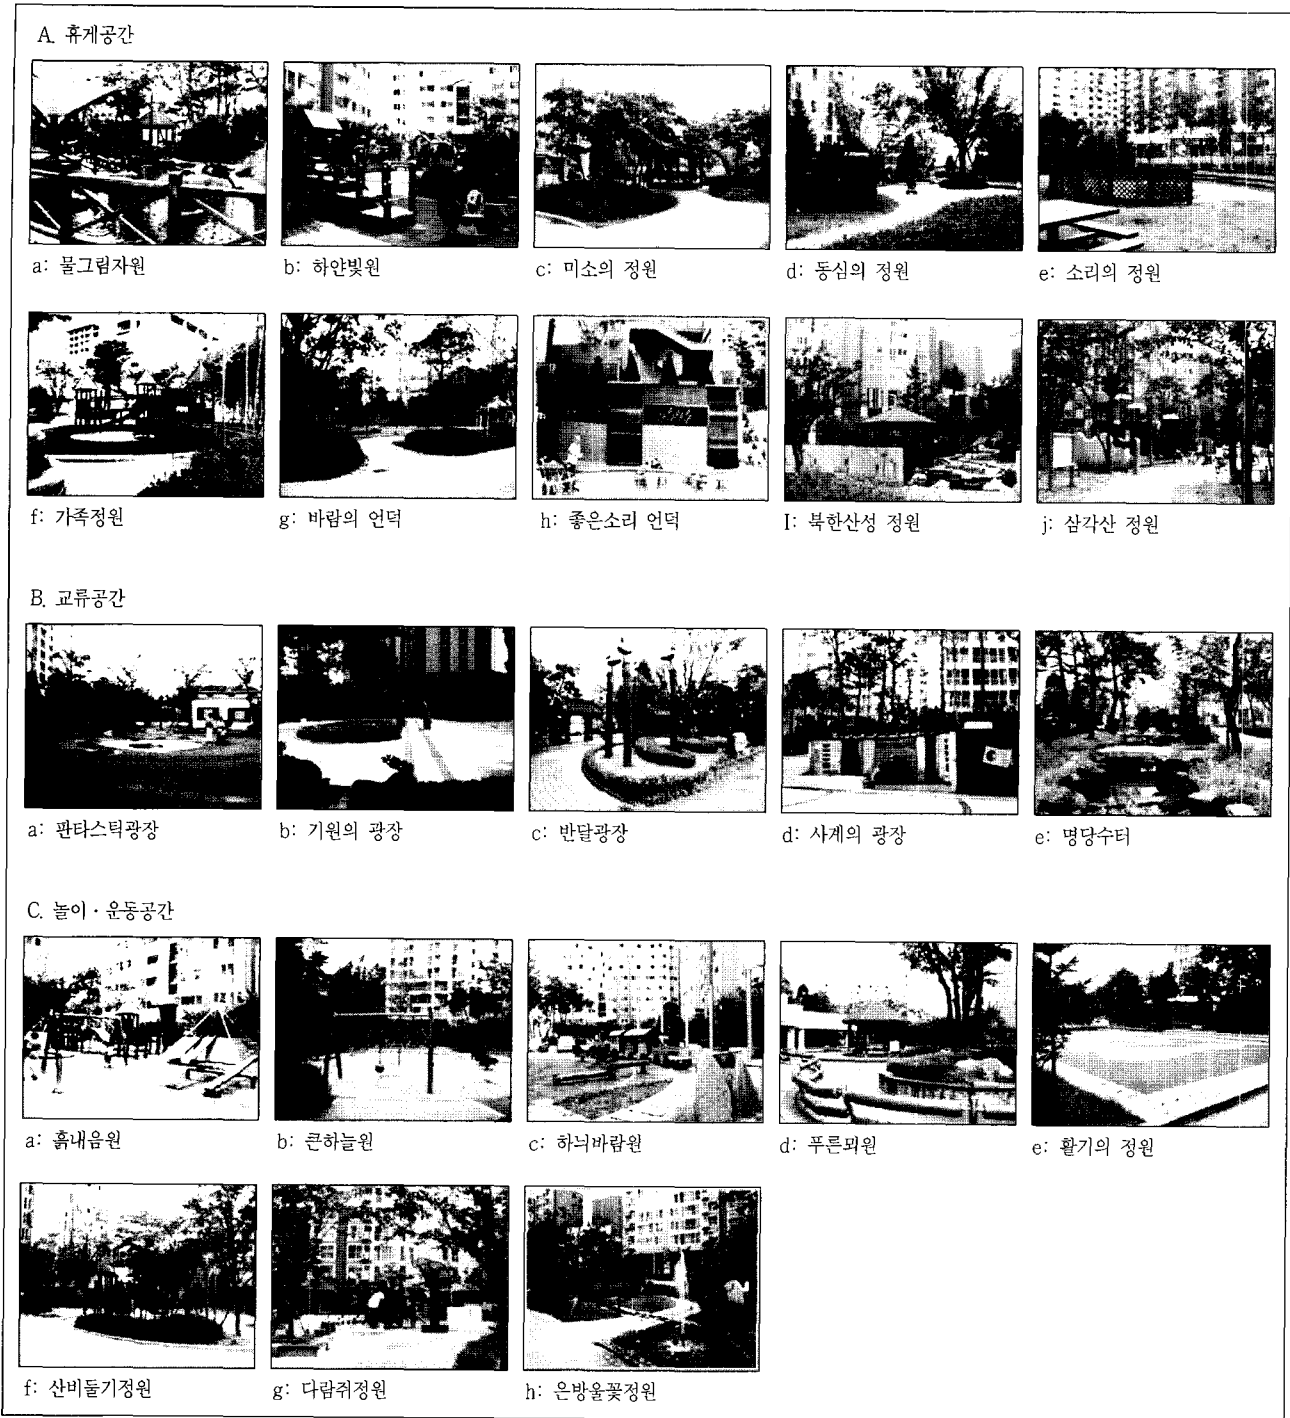 A. 휴게공간
a: 물그림자원
b: 하얀빛원
c: 미소의 정원
d: 동심의 정원
e: 소리의 정원
f: 가족정원
g: 바람의 언덕
h: 좋은소리 언덕
I: 북한산성 정원
j: 삼각산 정원
B. 교류공간
a: 판타스틱광장
b: 기원의 광장
c: 반달광장
d: 사계의 광장
e: 명당수터
C. 놀이 · 운동공간
a: 흙내음원
b: 큰하늘원
c: 하늬바람원
d: 푸른뫼원
e: 활기의 정원
f: 산비둘기정원
g: 다람쥐정원
h: 은방울꽃정원